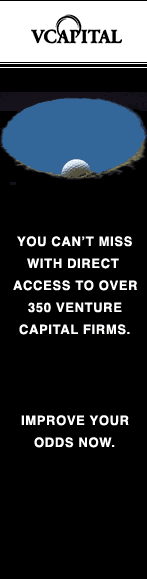 VCAPITAL
YOU CAN'T MISS
WITH DIRECT
ACCESS TO OVER
350 VENTURE
CAPITAL FIRMS.
IMPROVE YOUR
ODDS NOW.